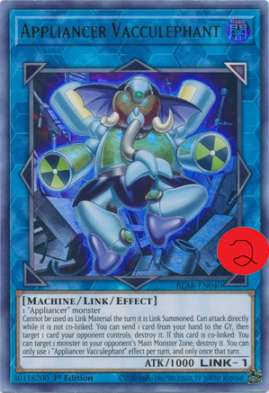 APPLIANCER VACCULEPHANT
2
BLAR-EN046
[MACHINE/LINK/EFFECT]
1 "Appliancer" monster
Cannot be used as Link Material the turn it is Link Summoned. Can attack directly
while it is not co-linked. You can send 1 card from your hand to the GY, then
target 1 card your opponent controls; destroy it. If this card is co-linked: You
can target 1 monster in your opponent's Main Monster Zone; destroy it. You can
only use 1 "Appliancer Vacculephant" effect per turn, and only once that turn.
ATK/1000 LINK-1
30118200 1st Edition